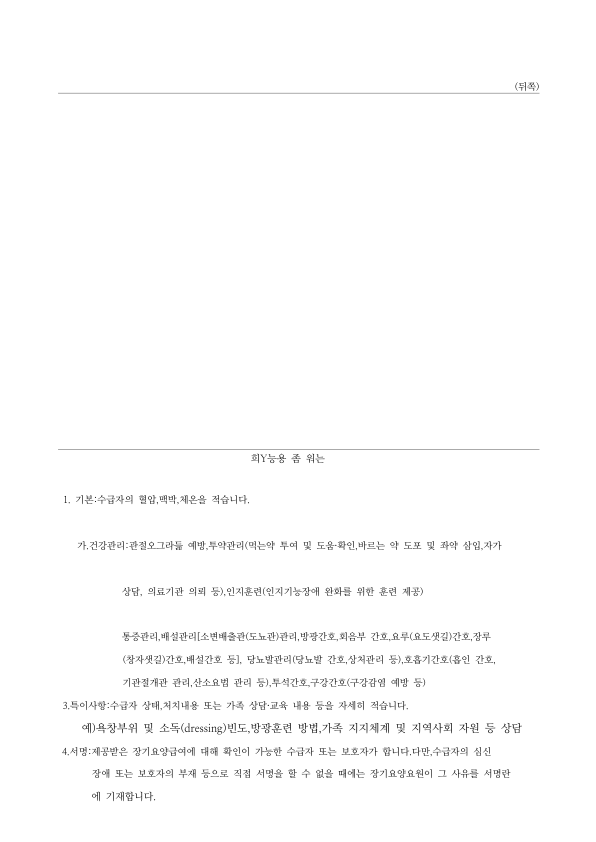 (뒤쪽)
희Y능용 좀 위는
1. 기본:수급자의 혈압,맥박,체온을 적습니다.
가.건강관리:관절오그라듦 예방,투약관리(먹는약 투여 및 도움·확인,바르는 약 도포 및 좌약 삽입,자가
상담, 의료기관 의뢰 등),인지훈련(인지기능장애 완화를 위한 훈련 제공)
통증관리,배설관리[소변배출관(도뇨관)관리,방광간호,회음부 간호,요루(요도샛길)간호,장루
(창자샛길)간호,배설간호 등], 당뇨발관리(당뇨발 간호,상처관리 등),호흡기간호(흡인 간호,
기관절개관 관리,산소요법 관리 등),투석간호,구강간호(구강감염 예방 등)
3.특이사항:수급자 상태,처치내용 또는 가족 상담·교육 내용 등을 자세히 적습니다.
예)욕창부위 및 소독(dressing)빈도,방광훈련 방법,가족 지지체계 및 지역사회 자원 등 상담
4.서명:제공받은 장기요양급여에 대해 확인이 가능한 수급자 또는 보호자가 합니다.다만,수급자의 심신
장애 또는 보호자의 부재 등으로 직접 서명을 할 수 없을 때에는 장기요양요원이 그 사유를 서명란
에 기재합니다.